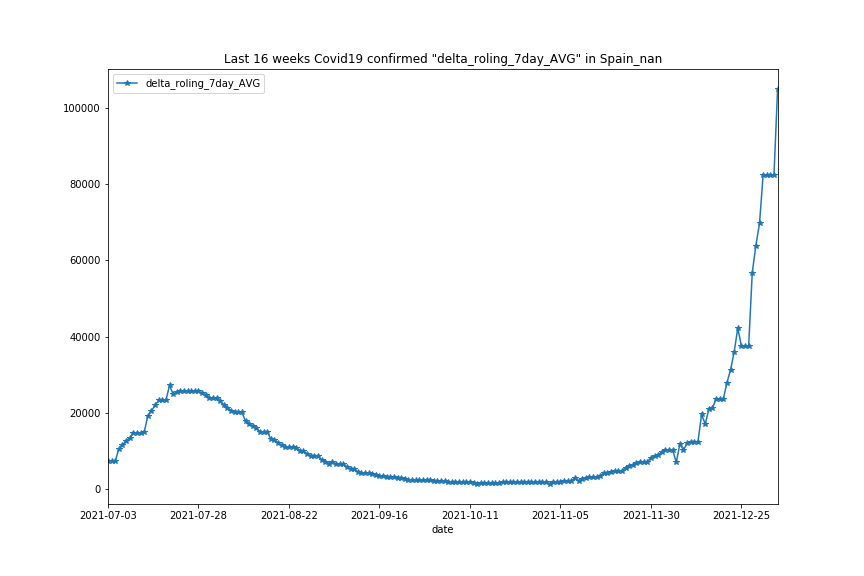 Last 16 weeks Covid19 confirmed "delta_roling_7day_AVG" in Spain_nan
delta_roling_7day_AVG
100000
80000
60000
40000
20000
0
2021-07-03 2021-07-28 2021-08-22 2021-09-16 2021-10-11 2021-11-05 2021-11-30 2021-12-25
date